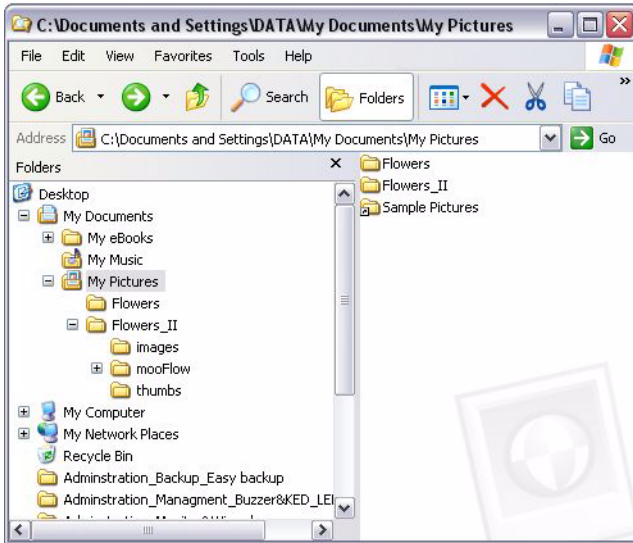 C:\Documents and Settings\DATA\My Documents\My Pictures
File Edit View Favorites Tools Help
Back Search Folders »
Address C:\Documents and Settings\DATA\My Documents\My Pictures Go
Folders x
Desktop
My Documents
My eBooks
My Music
My Pictures
Flowers
Flowers_II
images
mooFlow
thumbs
My Computer
My Network Places
Recycle Bin
Adminstration_Backup_Easy backup
Adminstration_Managment_Buzzer&KED_LE
Flowers
Flowers_II
Sample Pictures